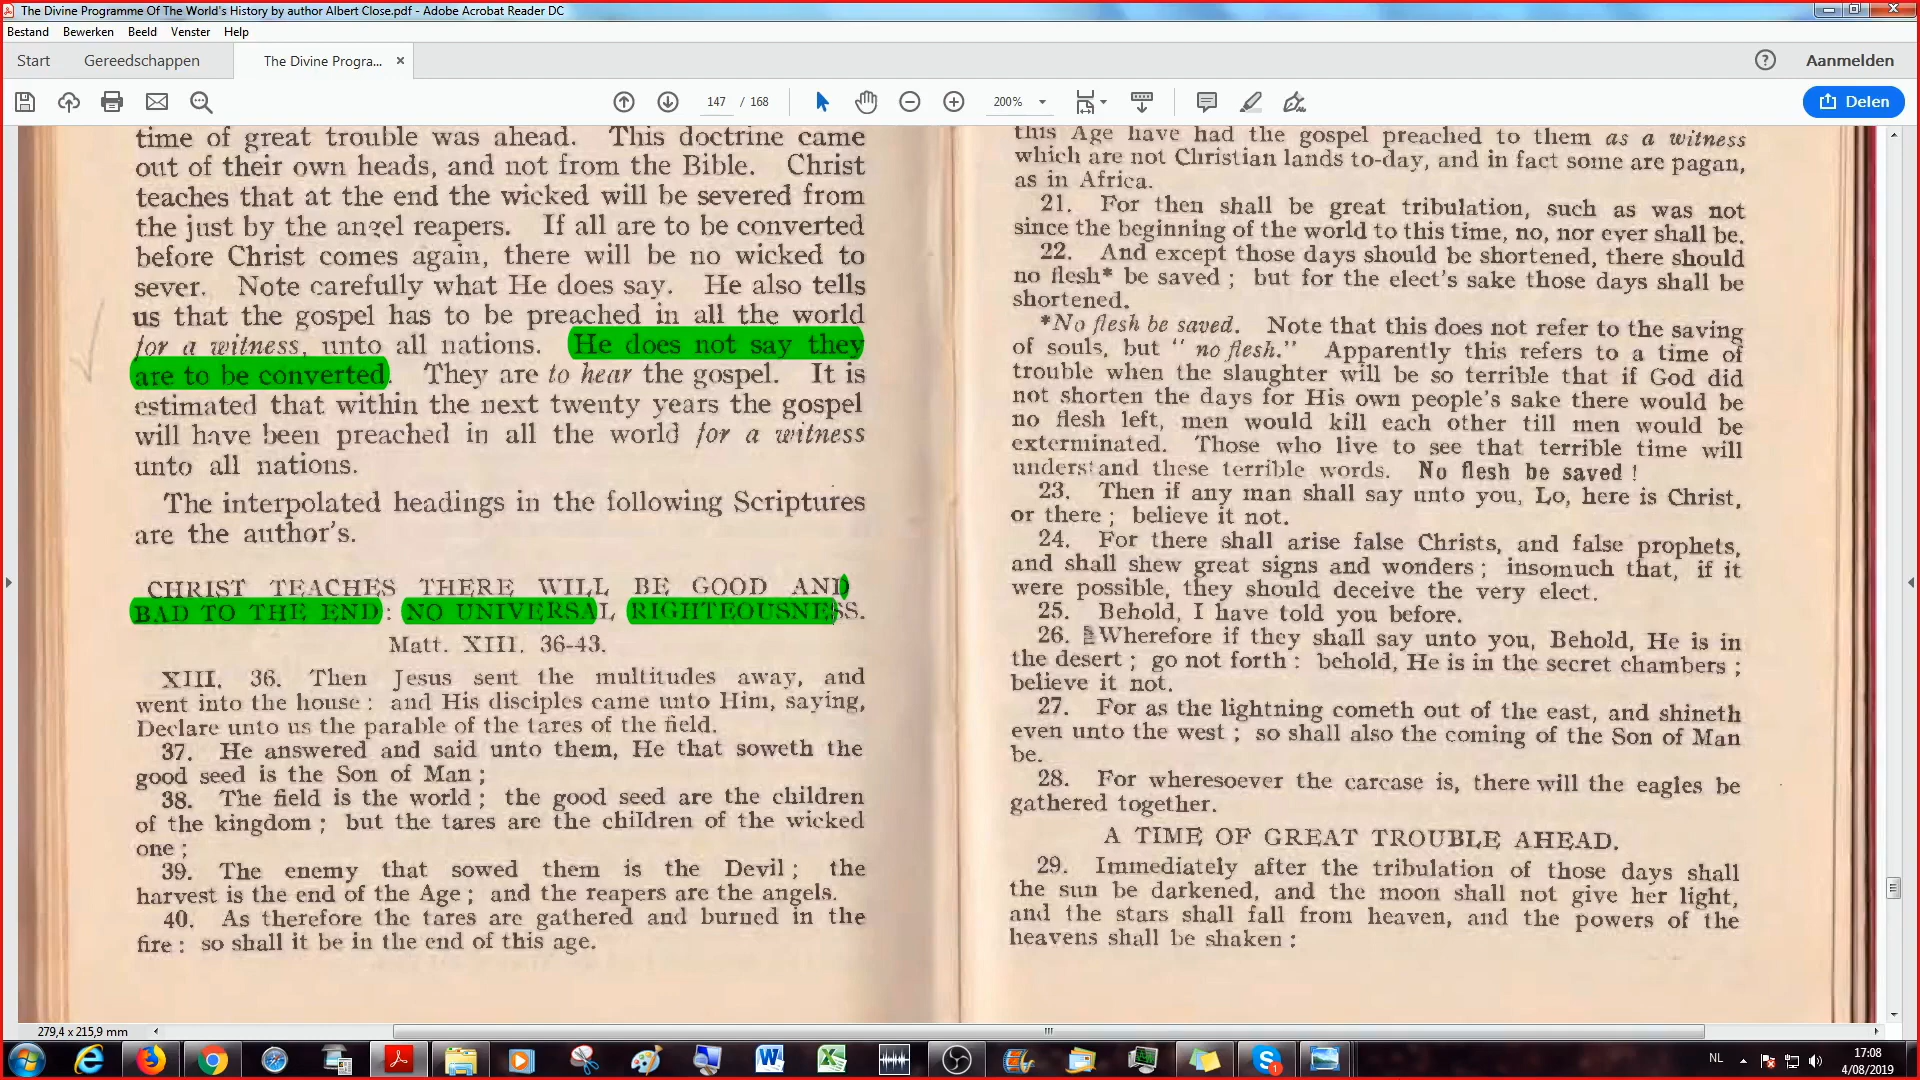 The Divine Programme Of The World's History by author Albert Close.pdf - Adobe Acrobat Reader DC
Bestand Bewerken Beeld Venster Help
Start Gereedschappen The Divine Progra... × Aanmelden
147 / 168 200% Delen
time of great trouble was ahead. This doctrine came
out of their own heads, and not from the Bible. Christ
teaches that at the end the wicked will be severed from
the just by the angel reapers. If all are to be converted
before Christ comes again, there will be no wicked to
sever. Note carefully what He does say. He also tells
us that the gospel has to be preached in all the world
for a witness, unto all nations. He does not say they
are to be converted. They are to hear the gospel. It is
estimated that within the next twenty years the gospel
will have been preached in all the world for a witness
unto all nations.
The interpolated headings in the following Scriptures
are the author's.
CHRIST TEACHES THERE WILL BE GOOD AND
BAD TO THE END: NO UNIVERSAL RIGHTEOUSNESS.
Matt. XIII. 36-43.
XIII. 36. Then Jesus sent the multitudes away, and
went into the house: and His disciples came unto Him, saying,
Declare unto us the parable of the tares of the field.
37. He answered and said unto them, He that soweth the
good seed is the Son of Man;
38. The field is the world; the good seed are the children
of the kingdom; but the tares are the children of the wicked
one;
39. The enemy that sowed them is the Devil; the
harvest is the end of the Age; and the reapers are the angels.
40. As therefore the tares are gathered and burned in the
fire: so shall it be in the end of this age.
this Age have had the gospel preached to them as a witness
which are not Christian lands to-day, and in fact some are pagan,
as in Africa.
21. For then shall be great tribulation, such as was not
since the beginning of the world to this time, no, nor ever shall be.
22. And except those days should be shortened, there should
no flesh* be saved; but for the elect's sake those days shall be
shortened.
*No flesh be saved. Note that this does not refer to the saving
of souls, but "no flesh." Apparently this refers to a time of
trouble when the slaughter will be so terrible that if God did
not shorten the days for His own people's sake there would be
no flesh left, men would kill each other till men would be
exterminated. Those who live to see that terrible time will
understand these terrible words. No flesh be saved!
23. Then if any man shall say unto you, Lo, here is Christ,
or there; believe it not.
24. For there shall arise false Christs, and false prophets,
and shall shew great signs and wonders; insomuch that, if it
were possible, they should deceive the very elect.
25. Behold, I have told you before.
26. Wherefore if they shall say unto you, Behold, He is in
the desert; go not forth: behold, He is in the secret chambers;
believe it not.
27. For as the lightning cometh out of the east, and shineth
even unto the west; so shall also the coming of the Son of Man
be.
28. For wheresoever the carcase is, there will the eagles be
gathered together.
A TIME OF GREAT TROUBLE AHEAD.
29. Immediately after the tribulation of those days shall
the sun be darkened, and the moon shall not give her light,
and the stars shall fall from heaven, and the powers of the
heavens shall be shaken:
279,4 x 215,9 mm
NL 17:08
4/08/2019